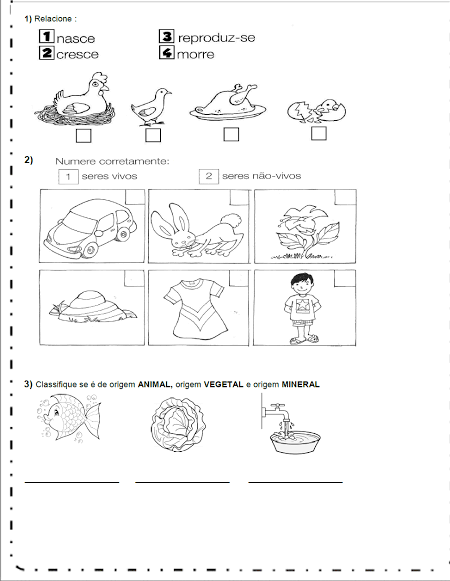 1) Relacione :
1 nasce 3 reproduz-se
2 cresce 4 morre
2) Numere corretamente:
1 seres vivos 2 seres não-vivos
3) Classifique se é de origem ANIMAL, origem VEGETAL e origem MINERAL